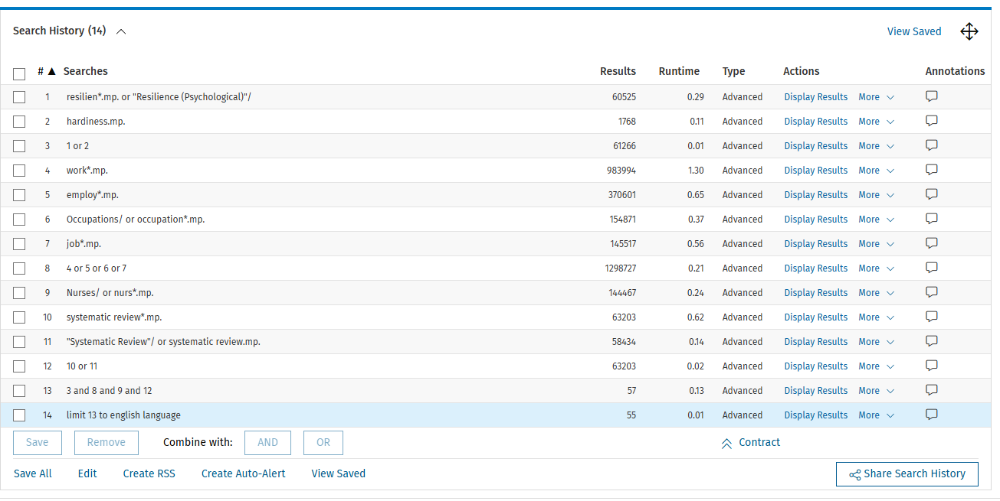 Search History (14)
View Saved
# ▲ Searches Results Runtime Type Actions Annotations
1 resilien*.mp. or "Resilience (Psychological)"/ 60525 0.29 Advanced Display Results More
2 hardiness.mp. 1768 0.11 Advanced Display Results More
3 1 or 2 61266 0.01 Advanced Display Results More
4 work*.mp. 983994 1.30 Advanced Display Results More
5 employ*.mp. 370601 0.65 Advanced Display Results More
6 Occupations/ or occupation*.mp. 154871 0.37 Advanced Display Results More
7 job*.mp. 145517 0.56 Advanced Display Results More
8 4 or 5 or 6 or 7 1298727 0.21 Advanced Display Results More
9 Nurses/ or nurs*.mp. 144467 0.24 Advanced Display Results More
10 systematic review*.mp. 63203 0.62 Advanced Display Results More
11 "Systematic Review"/ or systematic review.mp. 58434 0.14 Advanced Display Results More
12 10 or 11 63203 0.02 Advanced Display Results More
13 3 and 8 and 9 and 12 57 0.13 Advanced Display Results More
14 limit 13 to english language 55 0.01 Advanced Display Results More
Save Remove Combine with: AND OR Contract
Save All Edit Create RSS Create Auto-Alert View Saved Share Search History